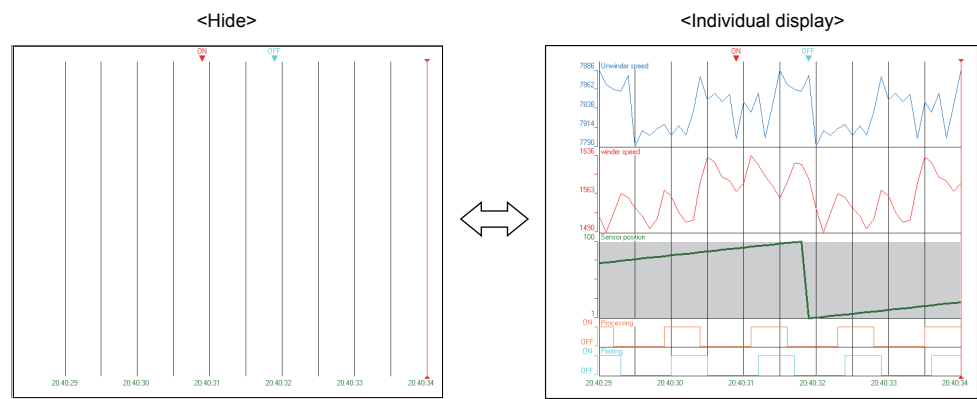 <Hide>
ON OFF
20:40:29 20:40:30 20:40:31 20:40:32 20:40:33 20:40:34
<Individual display>
ON OFF
7886 Unwinder speed
7862
7838
7814
7790
1636 winder speed
1563
1490
100 Sensor position
1
ON Processing
OFF
ON Printing
OFF
20:40:29 20:40:30 20:40:31 20:40:32 20:40:33 20:40:34